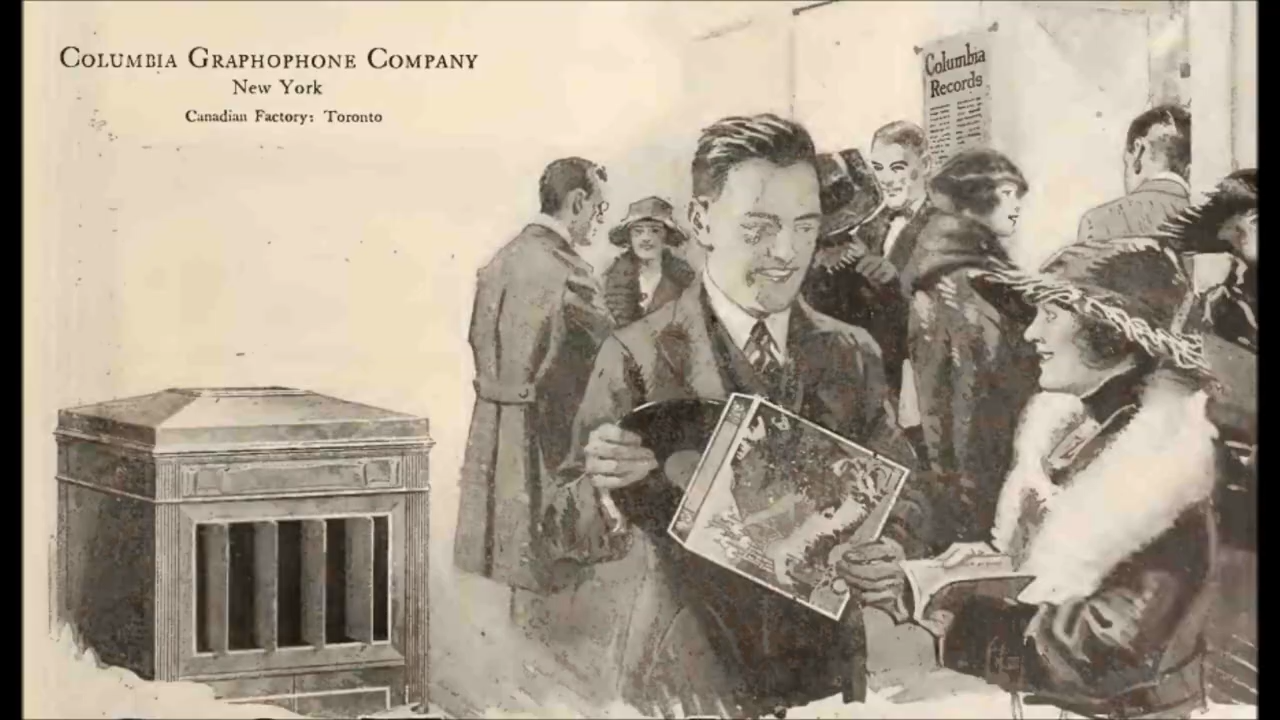 COLUMBIA GRAPHOPHONE COMPANY
New York
Canadian Factory: Toronto
Columbia
Records